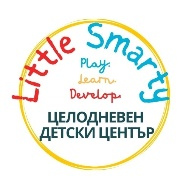 Little Smarty
Play.
Learn.
Develop.
ЦЕЛОДНЕВЕН
ДЕТСКИ ЦЕНТЪР